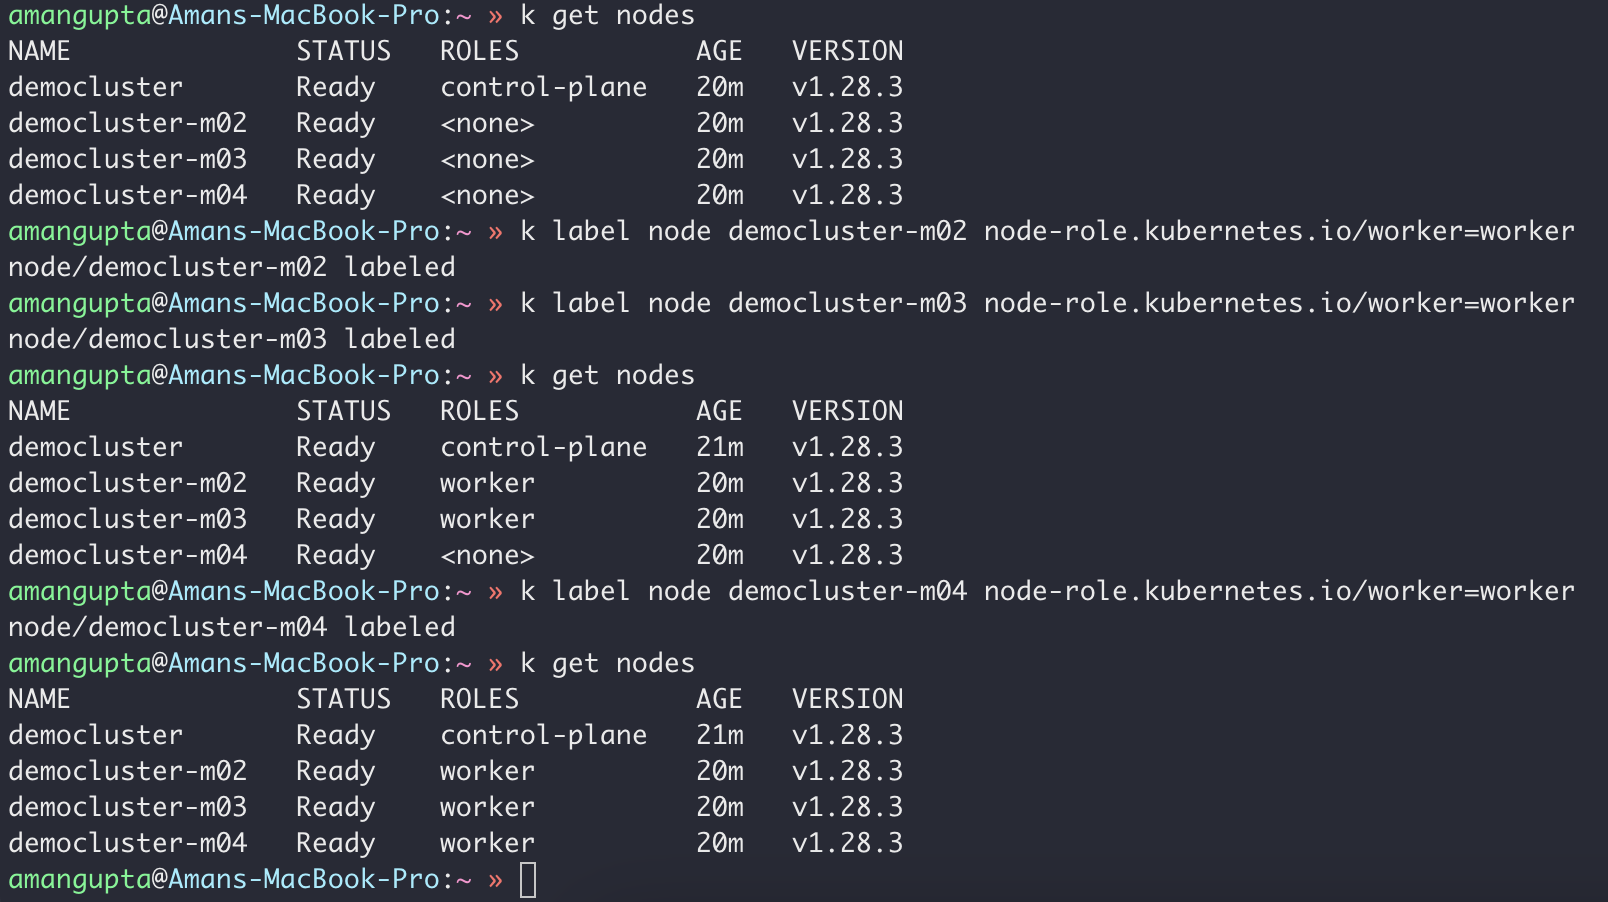 amangupta@Amans-MacBook-Pro:~ » k get nodes
NAME              STATUS   ROLES           AGE   VERSION
democluster       Ready    control-plane   20m   v1.28.3
democluster-m02   Ready    <none>          20m   v1.28.3
democluster-m03   Ready    <none>          20m   v1.28.3
democluster-m04   Ready    <none>          20m   v1.28.3
amangupta@Amans-MacBook-Pro:~ » k label node democluster-m02 node-role.kubernetes.io/worker=worker
node/democluster-m02 labeled
amangupta@Amans-MacBook-Pro:~ » k label node democluster-m03 node-role.kubernetes.io/worker=worker
node/democluster-m03 labeled
amangupta@Amans-MacBook-Pro:~ » k get nodes
NAME              STATUS   ROLES           AGE   VERSION
democluster       Ready    control-plane   21m   v1.28.3
democluster-m02   Ready    worker          20m   v1.28.3
democluster-m03   Ready    worker          20m   v1.28.3
democluster-m04   Ready    <none>          20m   v1.28.3
amangupta@Amans-MacBook-Pro:~ » k label node democluster-m04 node-role.kubernetes.io/worker=worker
node/democluster-m04 labeled
amangupta@Amans-MacBook-Pro:~ » k get nodes
NAME              STATUS   ROLES           AGE   VERSION
democluster       Ready    control-plane   21m   v1.28.3
democluster-m02   Ready    worker          20m   v1.28.3
democluster-m03   Ready    worker          20m   v1.28.3
democluster-m04   Ready    worker          20m   v1.28.3
amangupta@Amans-MacBook-Pro:~ »